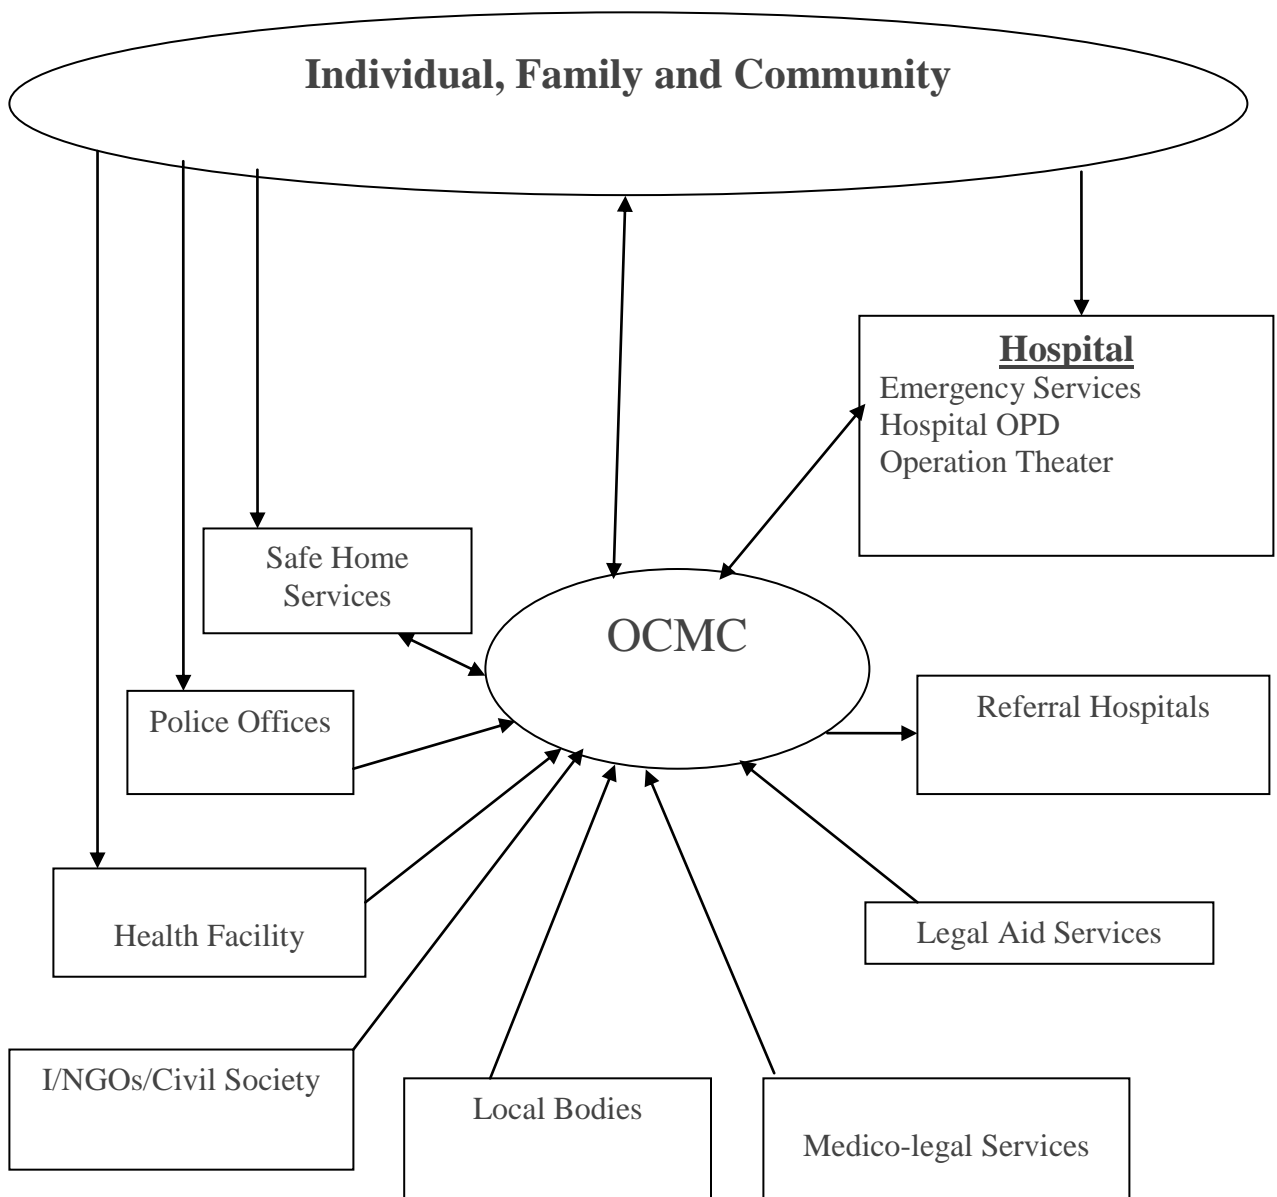 Individual, Family and Community
Hospital
Emergency Services
Hospital OPD
Operation Theater
Safe Home
Services
OCMC
Police Offices
Referral Hospitals
Health Facility
Legal Aid Services
I/NGOs/Civil Society
Local Bodies
Medico-legal Services